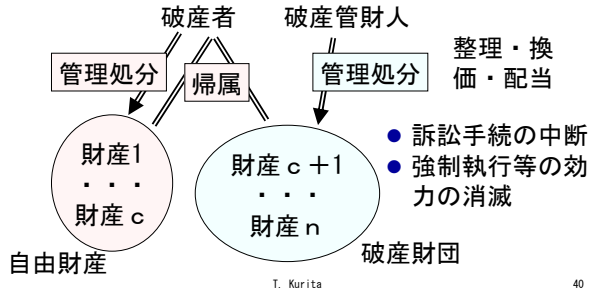 破産者
破産管財人
管理処分
帰属
管理処分
整理・換
価・配当
財産1
・・・
財産c
自由財産
財産c+1
・・・
財産n
破産財団
● 訴訟手続の中断
● 強制執行等の効
力の消滅
T. Kurita
40